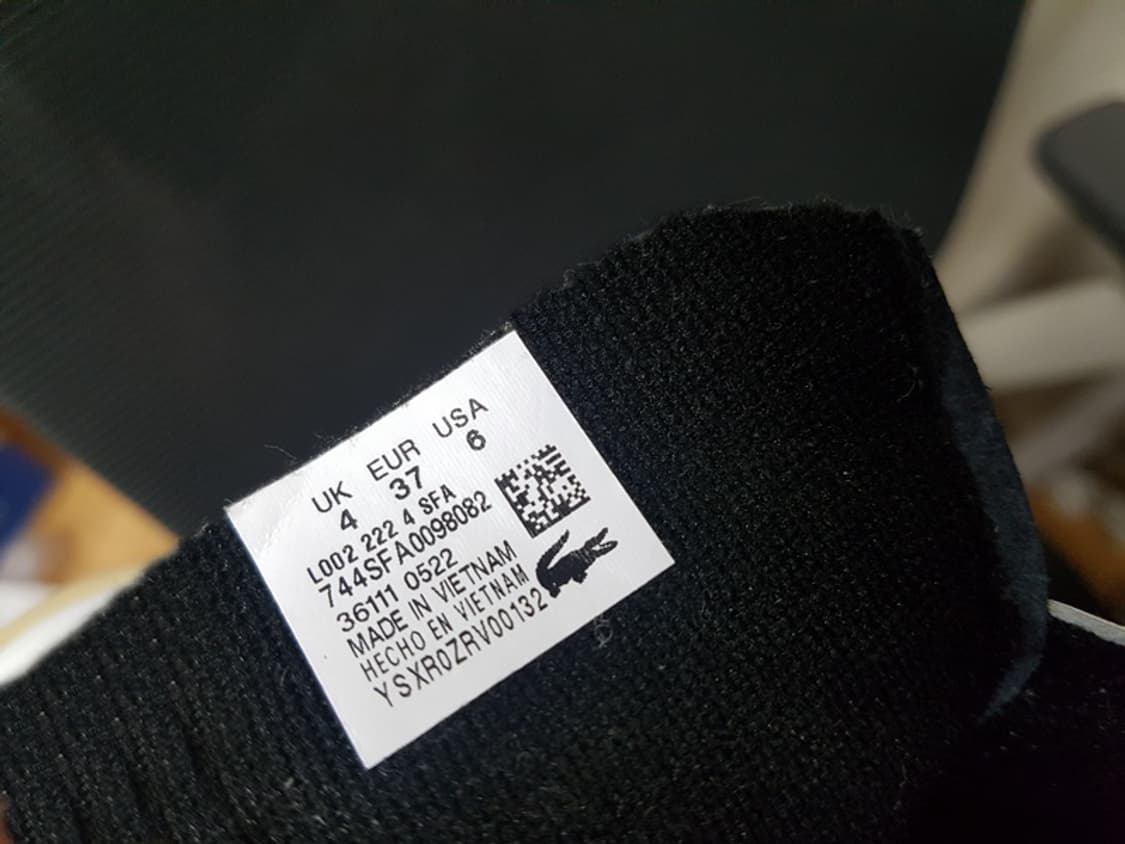 UK EUR USA
4 37 6
L002 222 4 SFA
744SFA0098082
36111 0522
MADE IN VIETNAM
HECHO EN VIETNAM
YSXR0ZRV00132